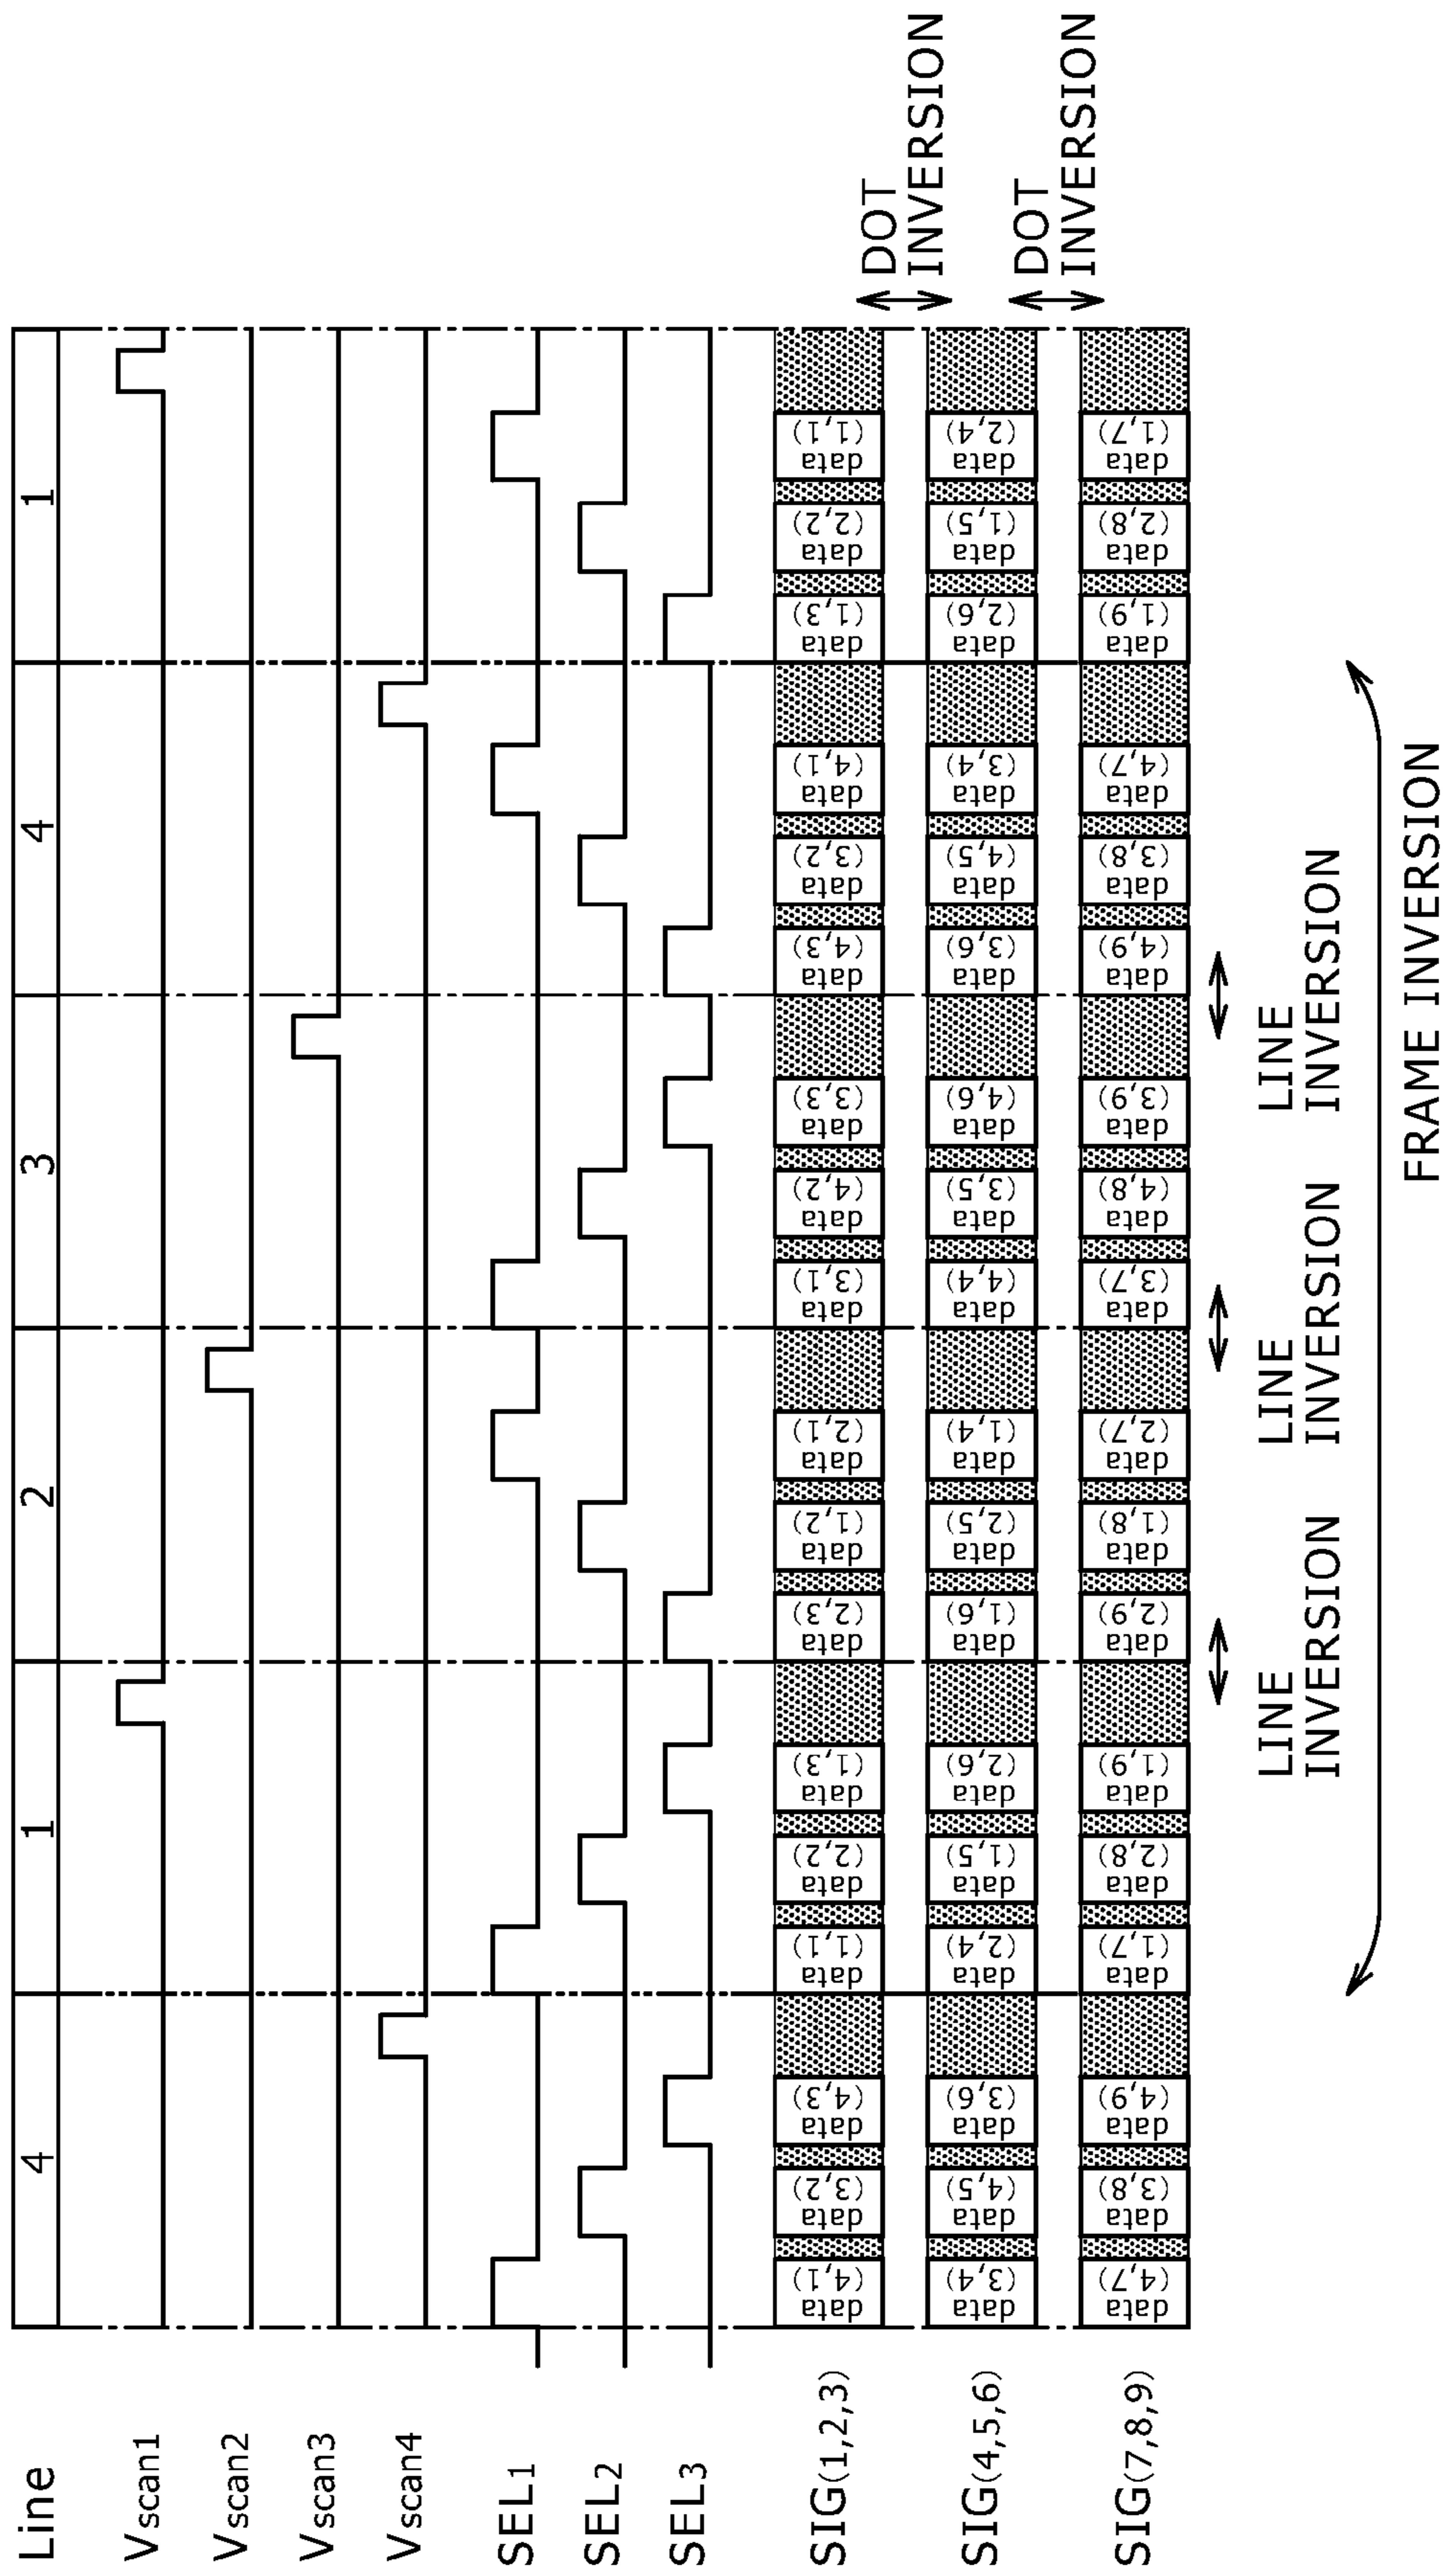 Line 4 1 2 3 4 1
Vscan1
Vscan2
Vscan3
Vscan4
SEL1
SEL2
SEL3
SIG(1,2,3) data (4,1) data (3,2) data (4,3) data (1,1) data (2,2) data (1,3) data (2,3) data (1,2) data (2,1) data (3,1) data (4,2) data (3,3) data (4,3) data (3,2) data (4,1) data (1,3) data (2,2) data (1,1)
DOT
INVERSION
SIG(4,5,6) data (3,4) data (4,5) data (3,6) data (2,4) data (1,5) data (2,6) data (1,6) data (2,5) data (1,4) data (4,4) data (3,5) data (4,6) data (3,6) data (4,5) data (3,4) data (2,6) data (1,5) data (2,4)
DOT
INVERSION
SIG(7,8,9) data (4,7) data (3,8) data (4,9) data (1,7) data (2,8) data (1,9) data (2,9) data (1,8) data (2,7) data (3,7) data (4,8) data (3,9) data (4,9) data (3,8) data (4,7) data (1,9) data (2,8) data (1,7)
LINE
INVERSION
LINE
INVERSION
LINE
INVERSION
FRAME INVERSION